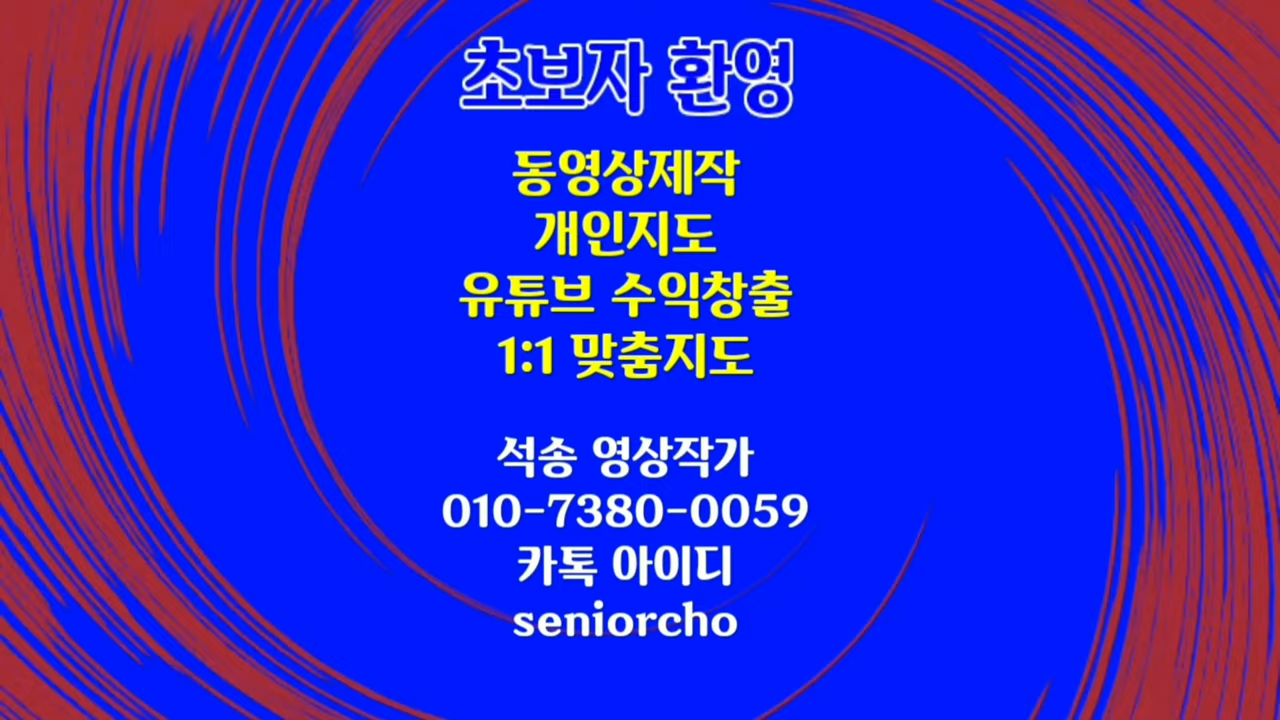 초보자 환영
동영상제작
개인지도
유튜브 수익창출
1:1 맞춤지도
석송 영상작가
010-7380-0059
카톡 아이디
seniorcho